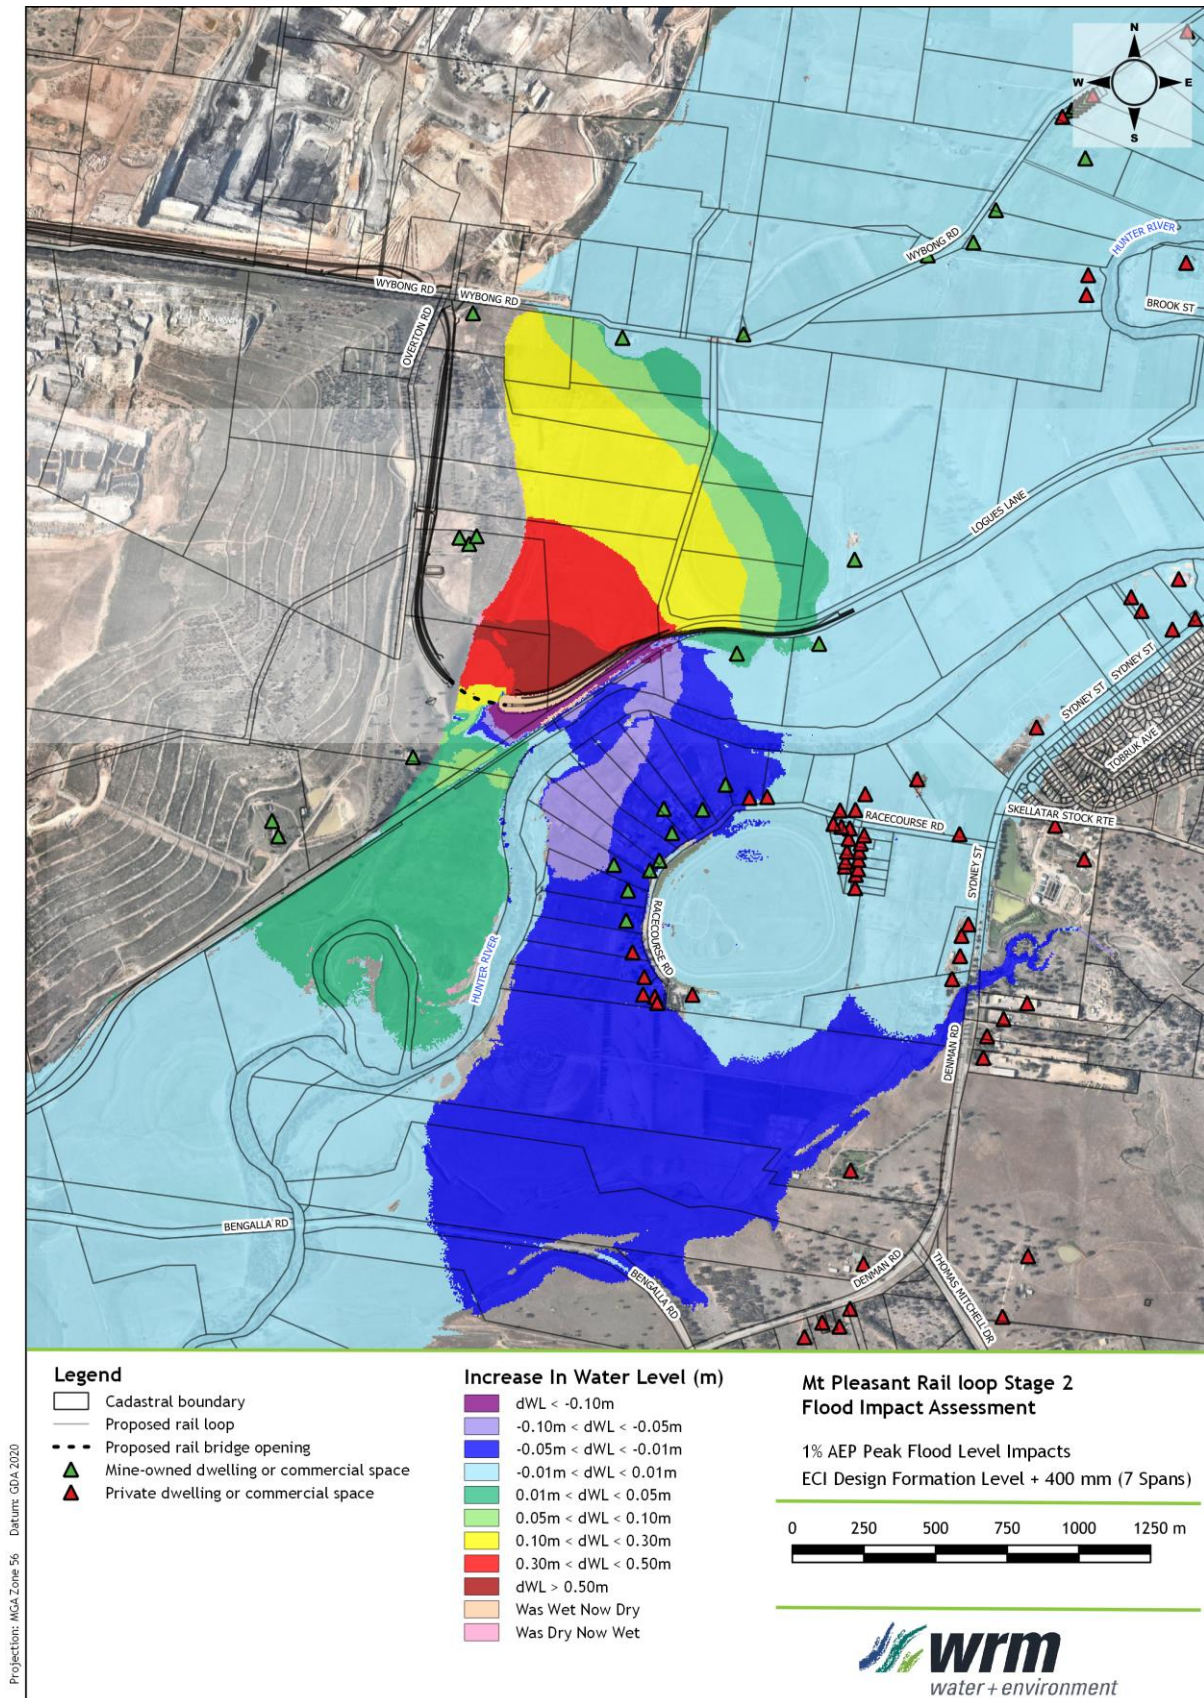 N
W
E
S
WYBONG RD
HUNTER RIVER
BROOK ST
WYBONG RD
WYBONG RD
OVERTON RD
LOGUES LANE
SYDNEY ST
SYDNEY ST
TOBRUK AVE
SKELLATAR STOCK RTE
RACECOURSE RD
SYDNEY ST
RACECOURSE RD
HUNTER RIVER
DENMAN RD
BENGALLA RD
BENGALLA RD
DENMAN RD
THOMAS MITCHELL DR
Legend
Cadastral boundary
Proposed rail loop
Proposed rail bridge opening
Mine-owned dwelling or commercial space
Private dwelling or commercial space
Increase In Water Level (m)
dWL < -0.10m
-0.10m < dWL < -0.05m
-0.05m < dWL < -0.01m
-0.01m < dWL < 0.01m
0.01m < dWL < 0.05m
0.05m < dWL < 0.10m
0.10m < dWL < 0.30m
0.30m < dWL < 0.50m
dWL > 0.50m
Was Wet Now Dry
Was Dry Now Wet
Mt Pleasant Rail loop Stage 2
Flood Impact Assessment
1% AEP Peak Flood Level Impacts
ECI Design Formation Level + 400 mm (7 Spans)
0 250 500 750 1000 1250 m
wrm
water+environment
Projection: MGA Zone 56 Datum: GDA 2020